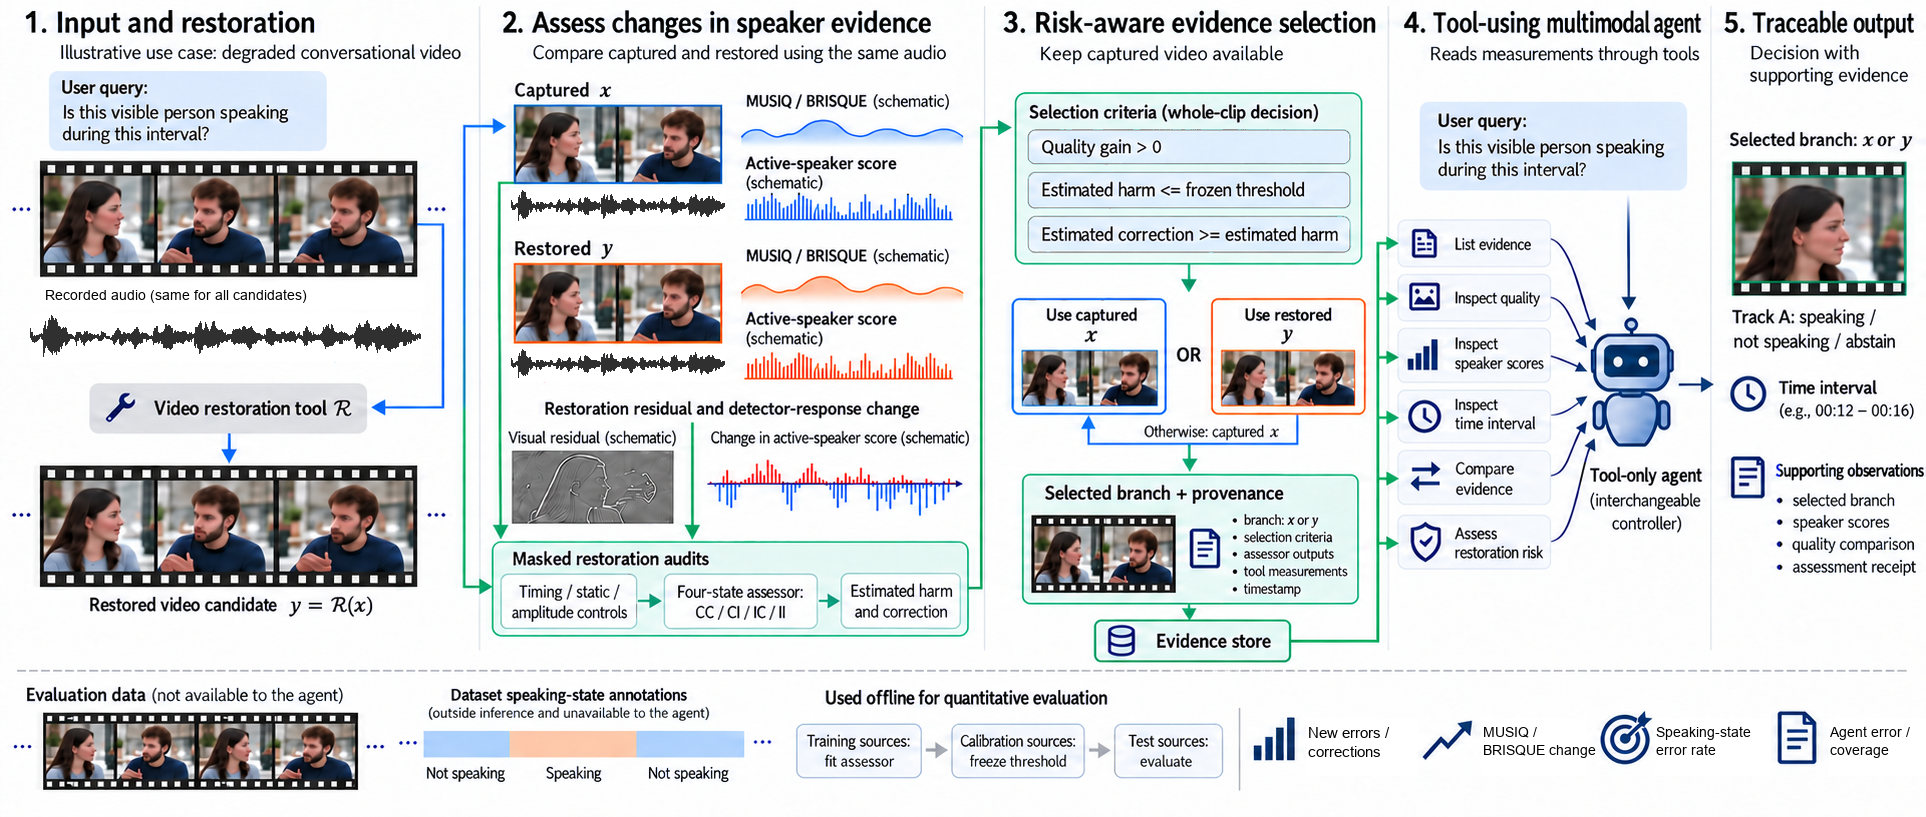 1. Input and restoration
Illustrative use case: degraded conversational video
User query:
Is this visible person speaking
during this interval?
Recorded audio (same for all candidates)
Video restoration tool ℛ
Restored video candidate y = ℛ(x)
2. Assess changes in speaker evidence
Compare captured and restored using the same audio
Captured x
MUSIQ / BRISQUE (schematic)
Active-speaker score
(schematic)
Restored y
MUSIQ / BRISQUE (schematic)
Active-speaker score
(schematic)
Restoration residual and detector-response change
Visual residual (schematic)
Change in active-speaker score (schematic)
Masked restoration audits
Timing / static /
amplitude controls
Four-state assessor:
CC / CI / IC / II
Estimated harm
and correction
3. Risk-aware evidence selection
Keep captured video available
Selection criteria (whole-clip decision)
Quality gain > 0
Estimated harm <= frozen threshold
Estimated correction >= estimated harm
Use captured
x
OR
Use restored
y
Otherwise: captured x
Selected branch + provenance
• branch: x or y
• selection criteria
• assessor outputs
• tool measurements
• timestamp
Evidence store
4. Tool-using multimodal agent
Reads measurements through tools
User query:
Is this visible person speaking
during this interval?
List evidence
Inspect quality
Inspect
speaker scores
Inspect
time interval
Compare
evidence
Assess
restoration risk
Tool-only agent
(interchangeable
controller)
5. Traceable output
Decision with
supporting evidence
Selected branch: x or y
Track A: speaking /
not speaking / abstain
Time interval
(e.g., 00:12 – 00:16)
Supporting observations
• selected branch
• speaker scores
• quality comparison
• assessment receipt
Evaluation data (not available to the agent)
Dataset speaking-state annotations
(outside inference and unavailable to the agent)
Not speaking
Speaking
Not speaking
Used offline for quantitative evaluation
Training sources:
fit assessor
Calibration sources:
freeze threshold
Test sources:
evaluate
New errors /
corrections
MUSIQ /
BRISQUE change
Speaking-state
error rate
Agent error /
coverage